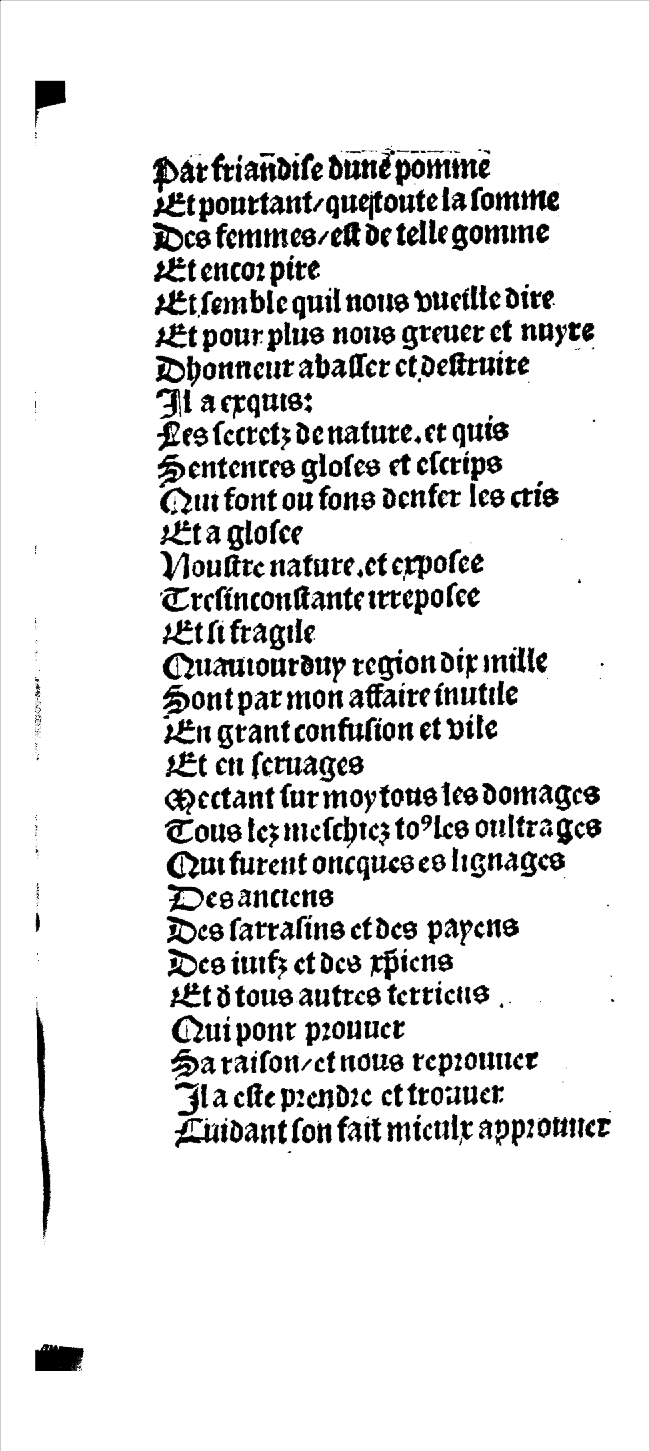 Par friandise dune pomme
Et pourtant/ que toute la somme
Des femmes/ est de telle gomme
Et encor pire
Et semble quil nous vueille dire
Et pour plus nous greuer et nuyre
Dhonneur abasser et destruire
Il a exquis:
Les secretz de nature. et quis
Sentences gloses et escrips
Qui font ou fons denfer les cris
Et a glosee
Noustre nature. et exposee
Tresinconstante irreposee
Et si fragile
Quauiourduy region dix mille
Sont par mon affaire inutile
En grant confusion et vile
Et en seruages
Mectant sur moy tous les domages
Tous lez meschiez toꝰ les oultrages
Qui furent oncques es lignages
Des anciens
Des sarrasins et des payens
Des iuifz et des xp̄iens
Et d̄ tous autres terriens
Qui pont prouuer
Sa raison/ et nous reprouuer
Il a este prendre et trouuer
Cuidant son fait mieulx approuuer